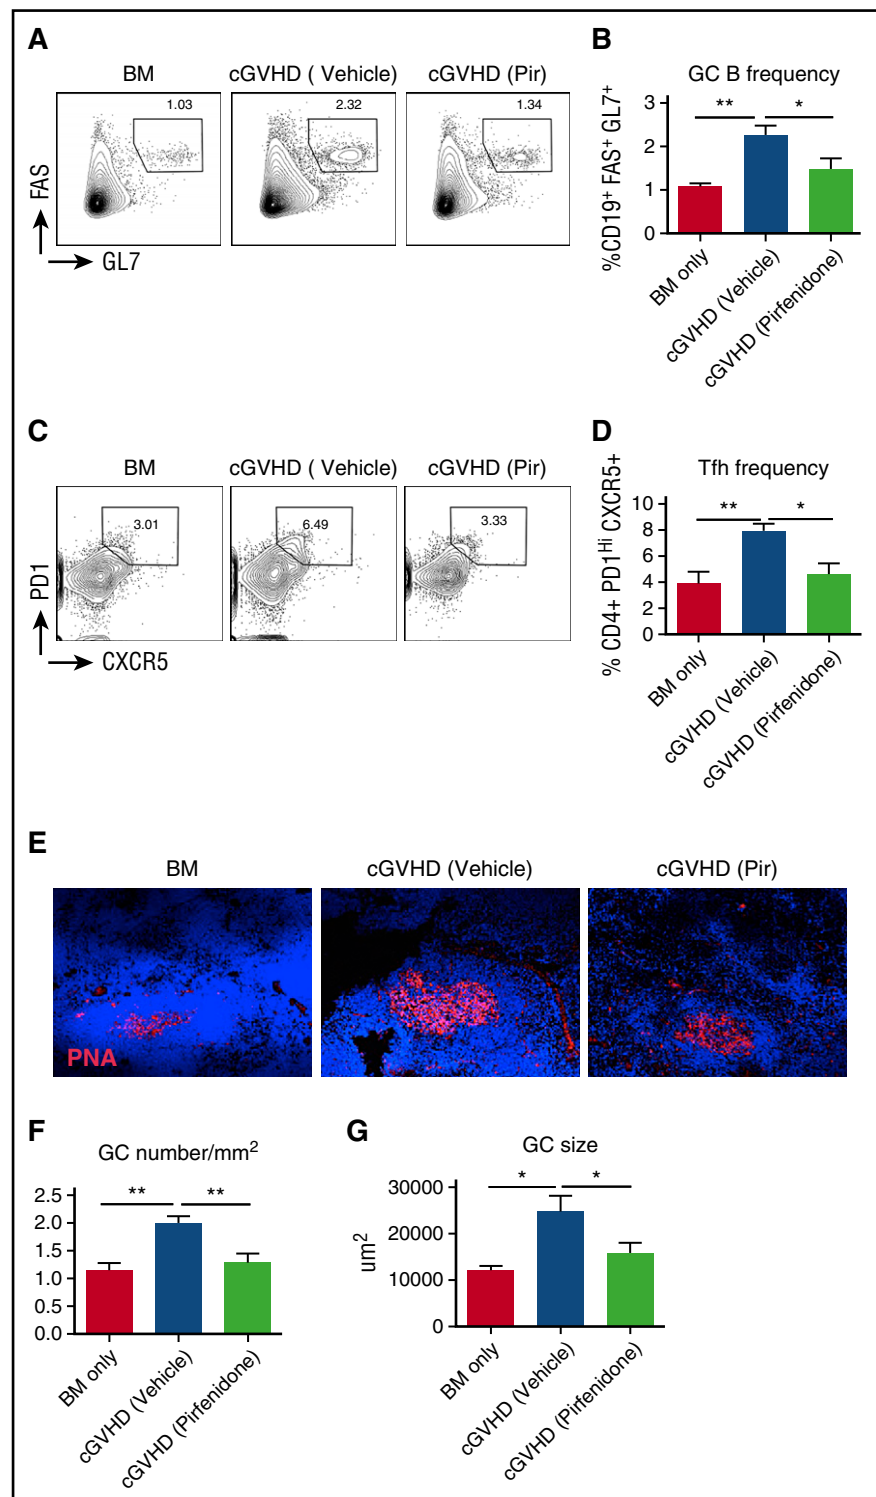 A
BM
cGVHD ( Vehicle)
cGVHD (Pir)
1.03
2.32
1.34
FAS
GL7
B
GC B frequency
%CD19+ FAS+ GL7+
3
2
1
0
**
*
BM only
cGVHD (Vehicle)
cGVHD (Pirfenidone)
C
BM
cGVHD ( Vehicle)
cGVHD (Pir)
3.01
6.49
3.33
PD1
CXCR5
D
Tfh frequency
% CD4+ PD1Hi CXCR5+
10
8
6
4
2
0
**
*
BM only
cGVHD (Vehicle)
cGVHD (Pirfenidone)
E
BM
cGVHD (Vehicle)
cGVHD (Pir)
PNA
F
GC number/mm2
2.5
2.0
1.5
1.0
0.5
0.0
**
**
BM only
cGVHD (Vehicle)
cGVHD (Pirfenidone)
G
GC size
um2
30000
20000
10000
0
*
*
BM only
cGVHD (Vehicle)
cGVHD (Pirfenidone)